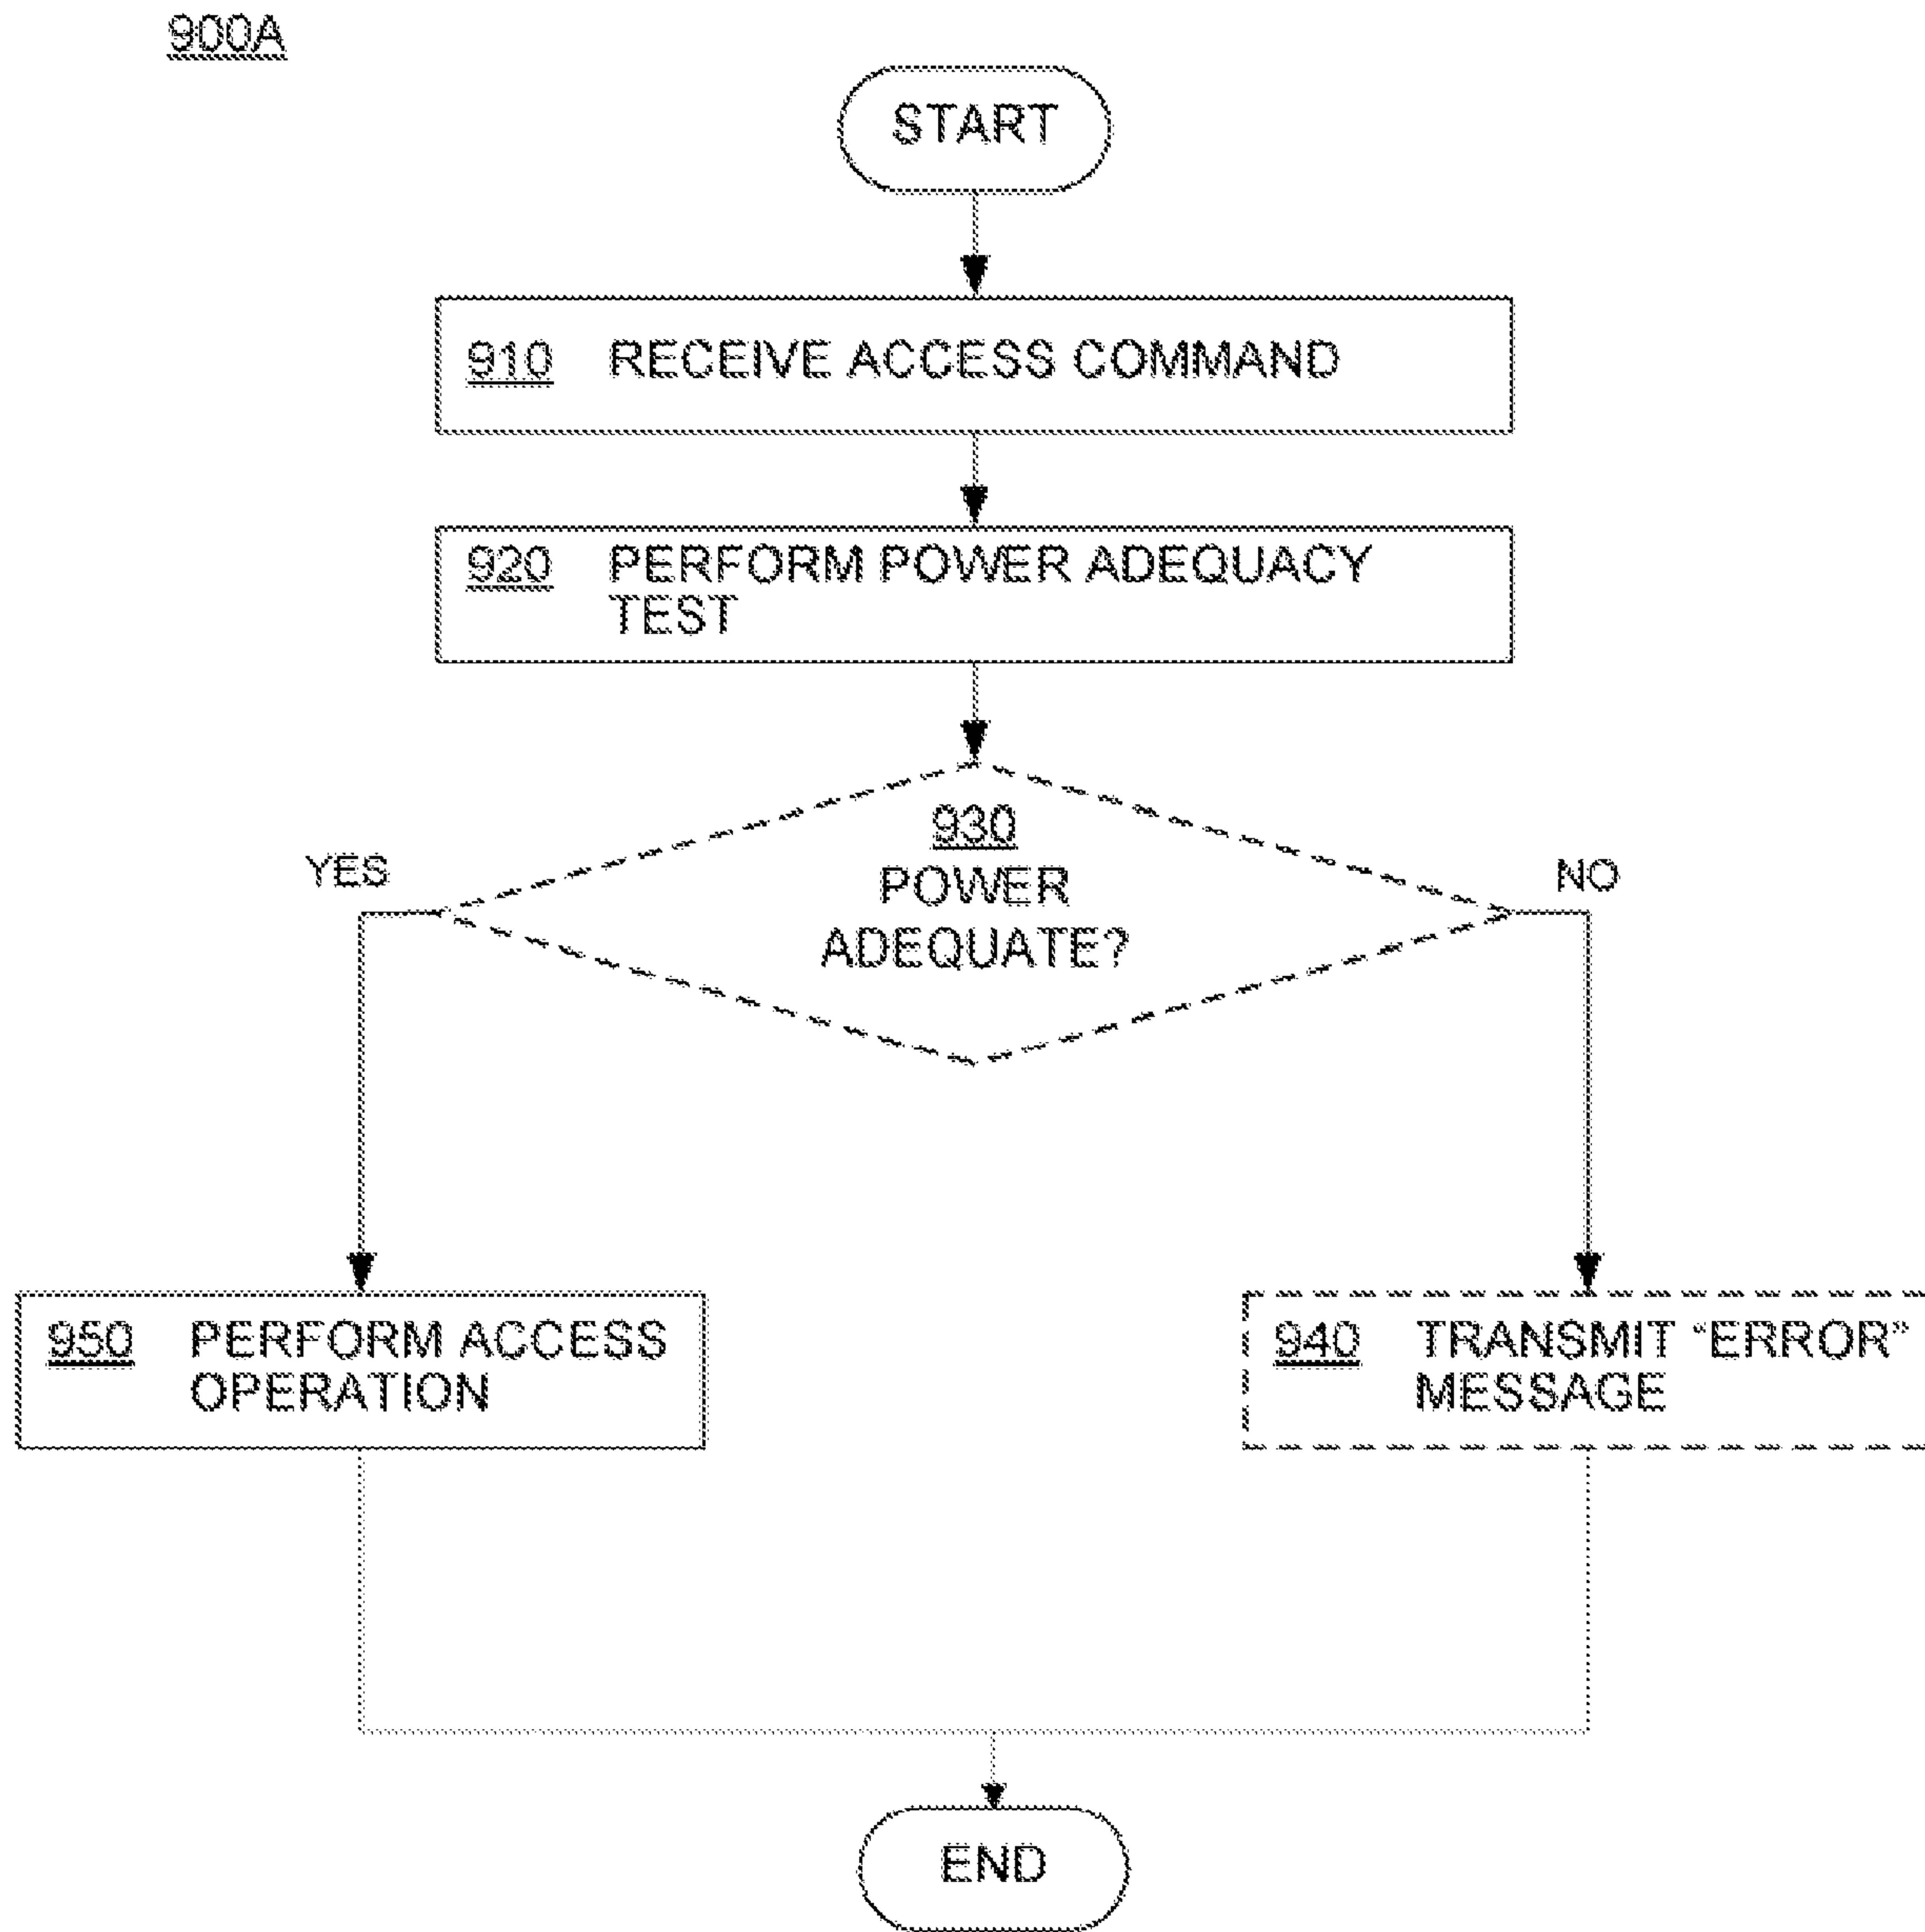 900A
START
910 RECEIVE ACCESS COMMAND
920 PERFORM POWER ADEQUACY
TEST
930
POWER
ADEQUATE?
YES
NO
950 PERFORM ACCESS
OPERATION
940 TRANSMIT “ERROR”
MESSAGE
END